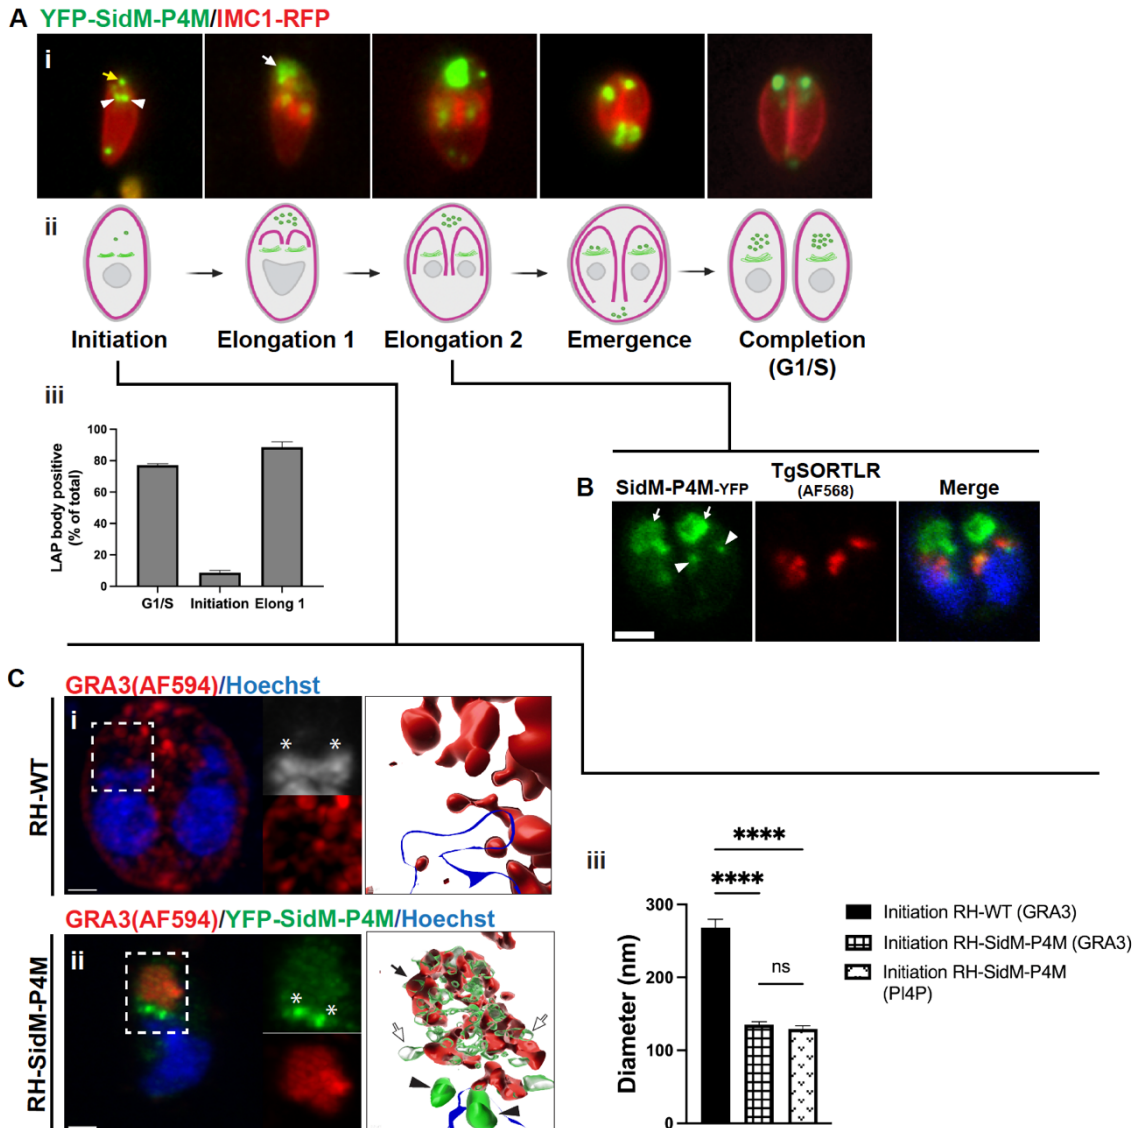 A YFP-SidM-P4M/IMC1-RFP
i
ii
Initiation Elongation 1 Elongation 2 Emergence Completion
(G1/S)
iii
LAP body positive
(% of total)
100
80
60
40
20
0
G1/S Initiation Elong 1
B SidM-P4M-YFP TgSORTLR Merge
(AF568)
C GRA3(AF594)/Hoechst
RH-WT
i
* *
GRA3(AF594)/YFP-SidM-P4M/Hoechst
RH-SidM-P4M
ii
* *
iii
Diameter (nm)
300
200
100
0
****
****
ns
Initiation RH-WT (GRA3)
Initiation RH-SidM-P4M (GRA3)
Initiation RH-SidM-P4M
(PI4P)